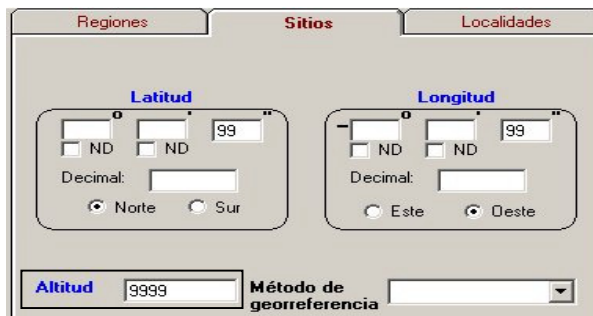 Regiones Sitios Localidades
Latitud Longitud
º ' 99 " - º ' 99 "
ND ND ND ND
Decimal: Decimal:
Norte Sur Este Oeste
Altitud 9999 Método de
georreferencia